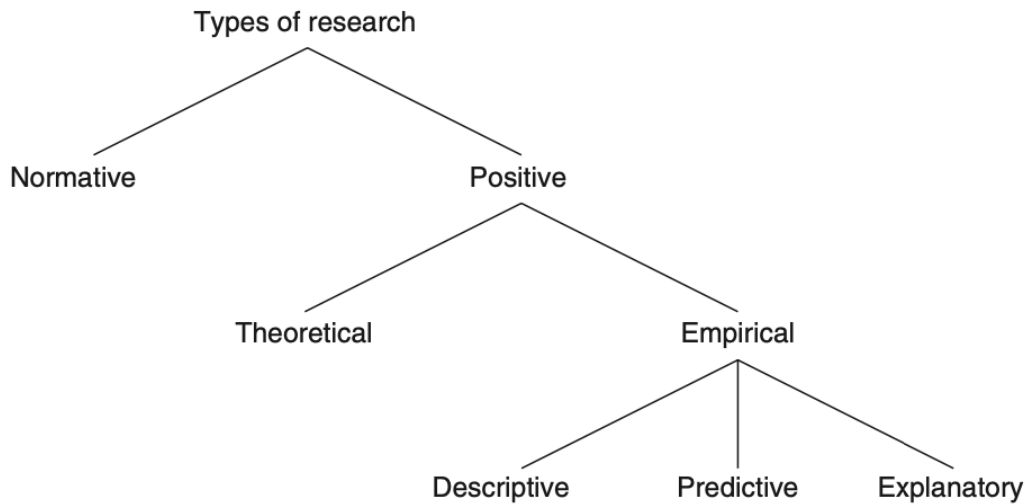 Types of research
Normative
Positive
Theoretical
Empirical
Descriptive
Predictive
Explanatory